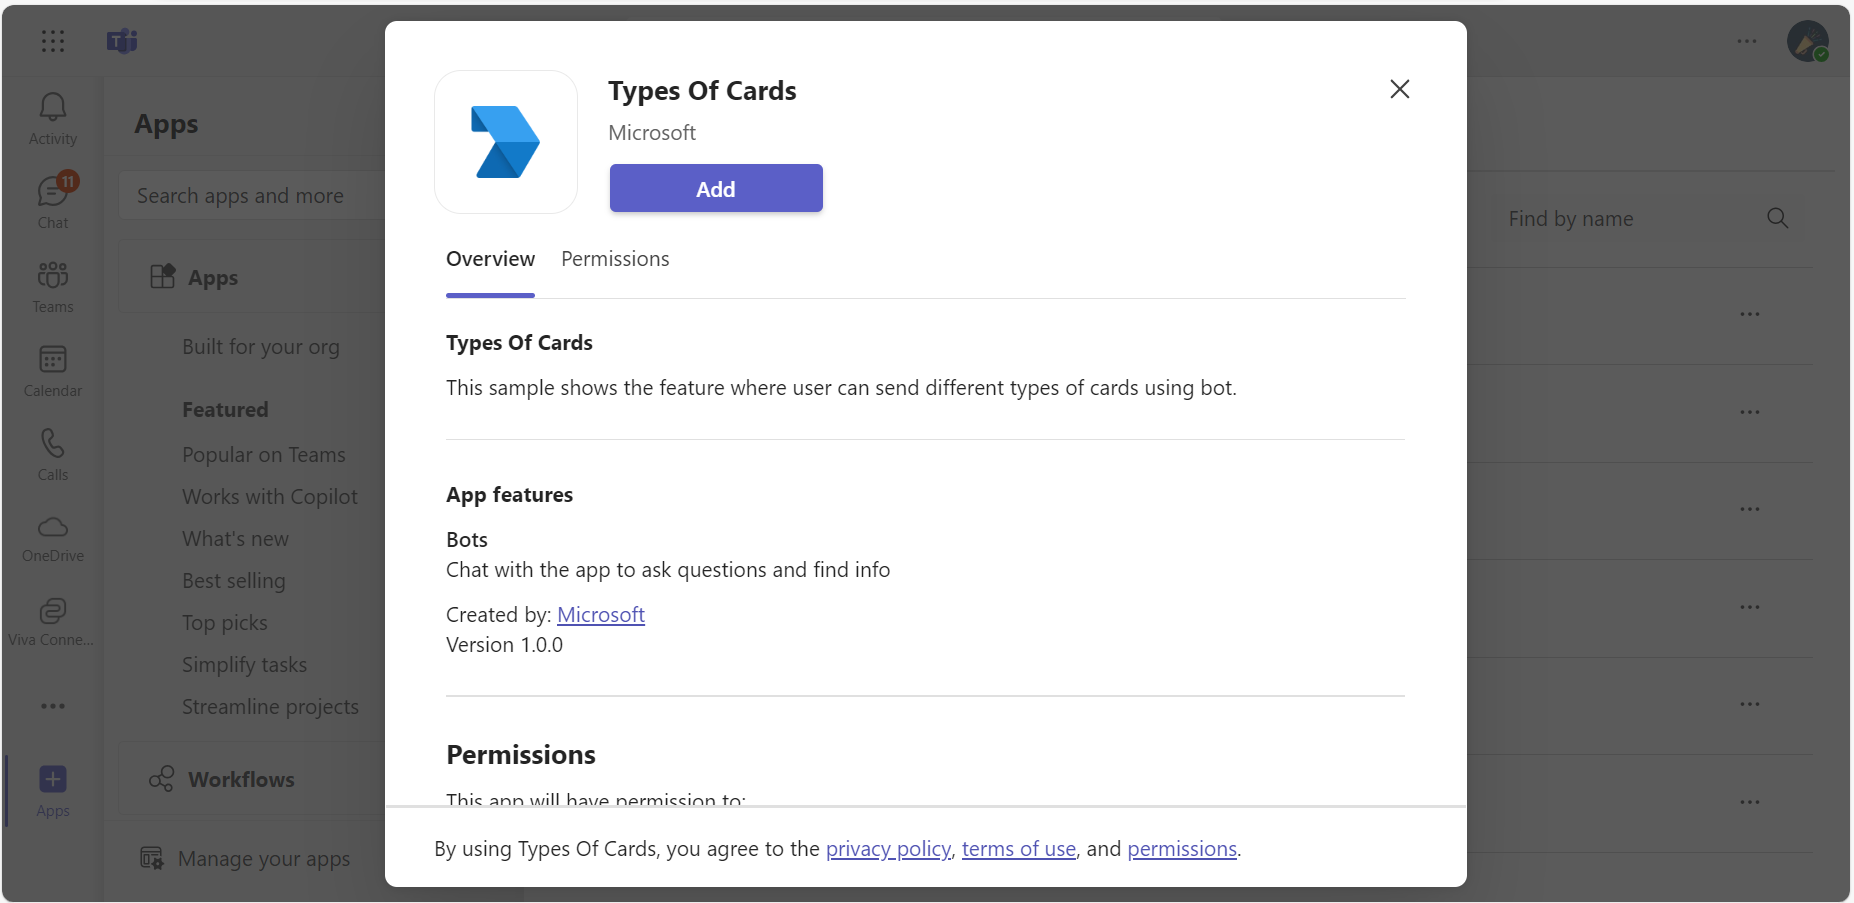 Activity
11
Chat
Teams
Calendar
Calls
OneDrive
Viva Conne...
Apps
Apps
Search apps and more
Apps
Built for your org
Featured
Popular on Teams
Works with Copilot
What's new
Best selling
Top picks
Simplify tasks
Streamline projects
Workflows
Manage your apps
Types Of Cards
Microsoft
Add
Overview Permissions
Types Of Cards
This sample shows the feature where user can send different types of cards using bot.
App features
Bots
Chat with the app to ask questions and find info
Created by: Microsoft
Version 1.0.0
Permissions
This app will have permission to:
By using Types Of Cards, you agree to the privacy policy, terms of use, and permissions.
Find by name